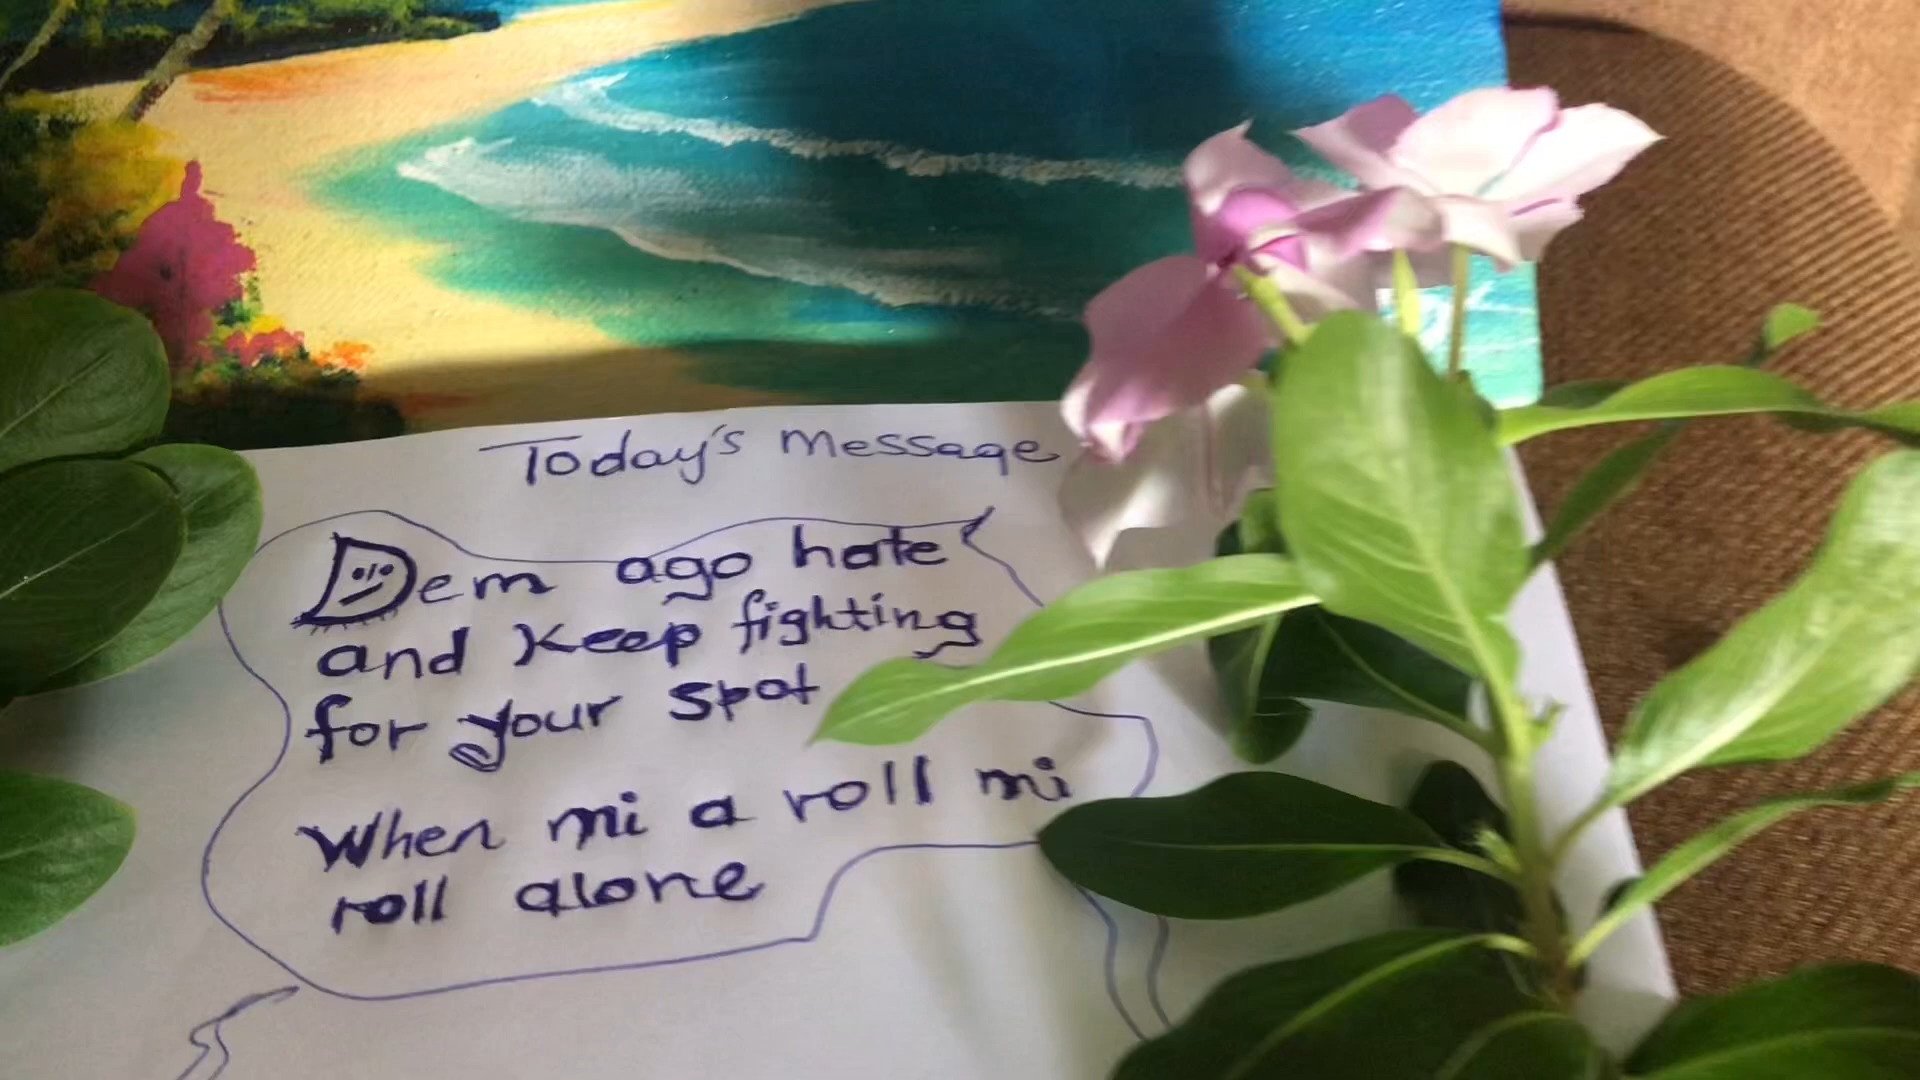 Today's message
Dem ago hate
and keep fighting
for your spot
When mi a roll mi
roll alone